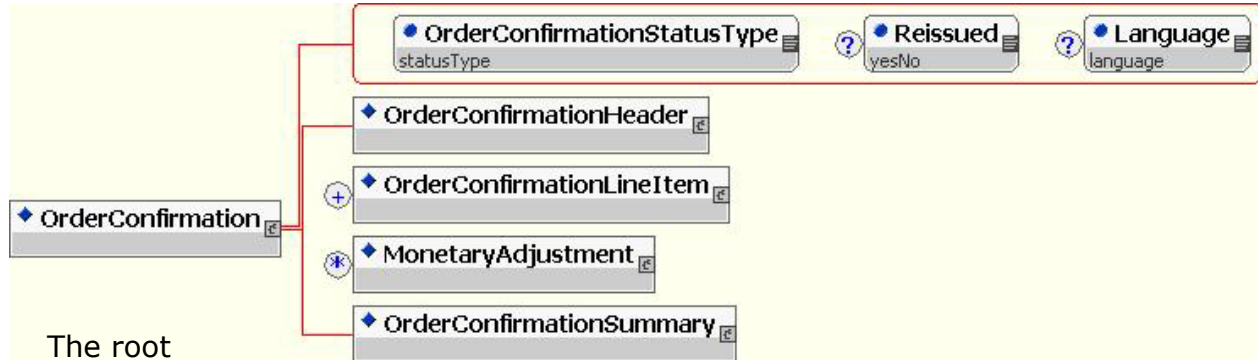 OrderConfirmationStatusType
statusType
? Reissued
yesNo
? Language
language
OrderConfirmationHeader
+ OrderConfirmationLineItem
OrderConfirmation
* MonetaryAdjustment
OrderConfirmationSummary
The root